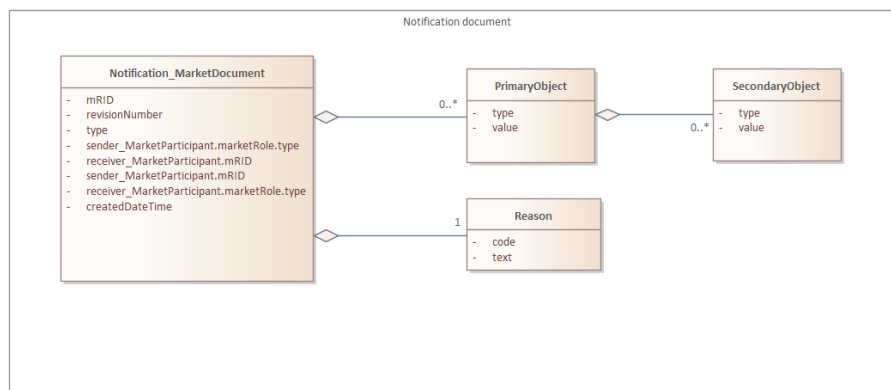 Notification document
Notification_MarketDocument
- mRID
- revisionNumber
- type
- sender_MarketParticipant.marketRole.type
- receiver_MarketParticipant.mRID
- sender_MarketParticipant.mRID
- receiver_MarketParticipant.marketRole.type
- createdDateTime
0..*
PrimaryObject
- type
- value
0..*
SecondaryObject
- type
- value
1
Reason
- code
- text